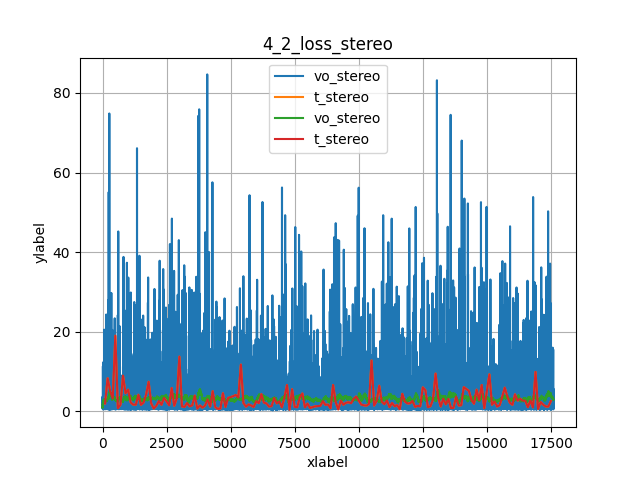 4_2_loss_stereo
vo_stereo
t_stereo
vo_stereo
t_stereo
ylabel
80
60
40
20
0
0 2500 5000 7500 10000 12500 15000 17500
xlabel